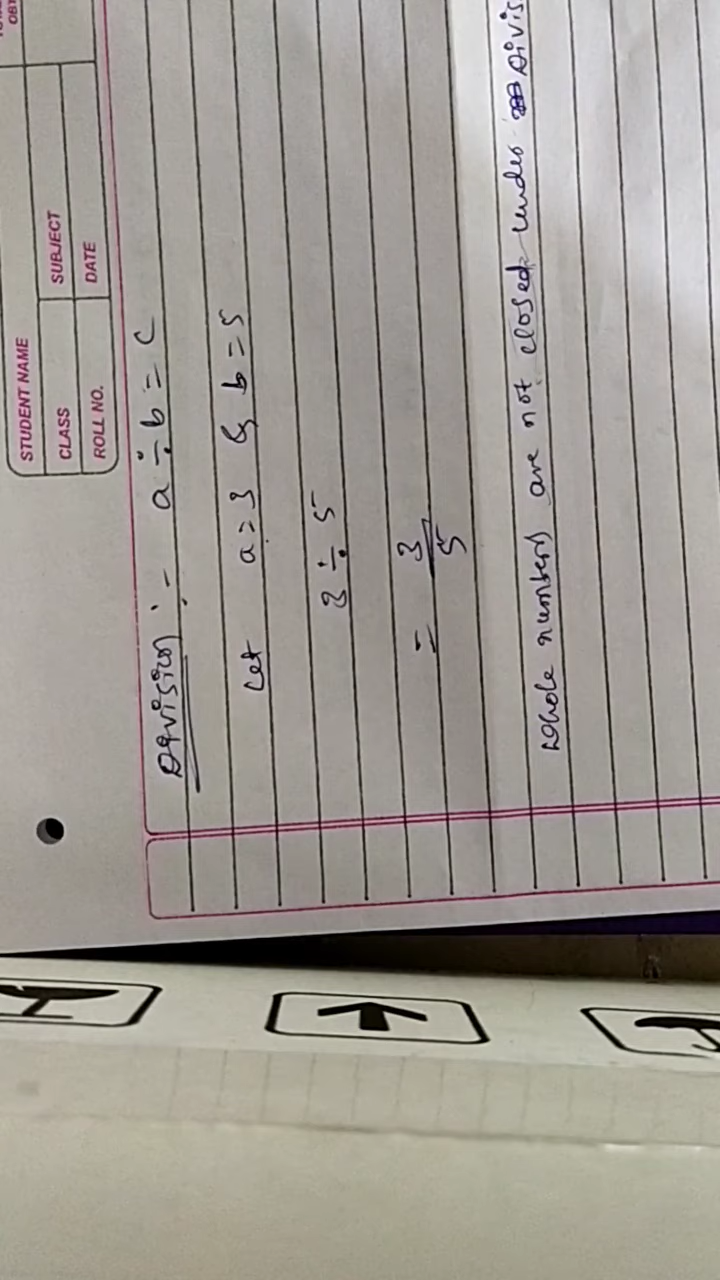 STUDENT NAME
CLASS SUBJECT
ROLL NO. DATE
Division :- a ÷ b = c
Let a = 3 & b = 5
3 ÷ 5
= 3/5
Whole numbers are not closed under Divis